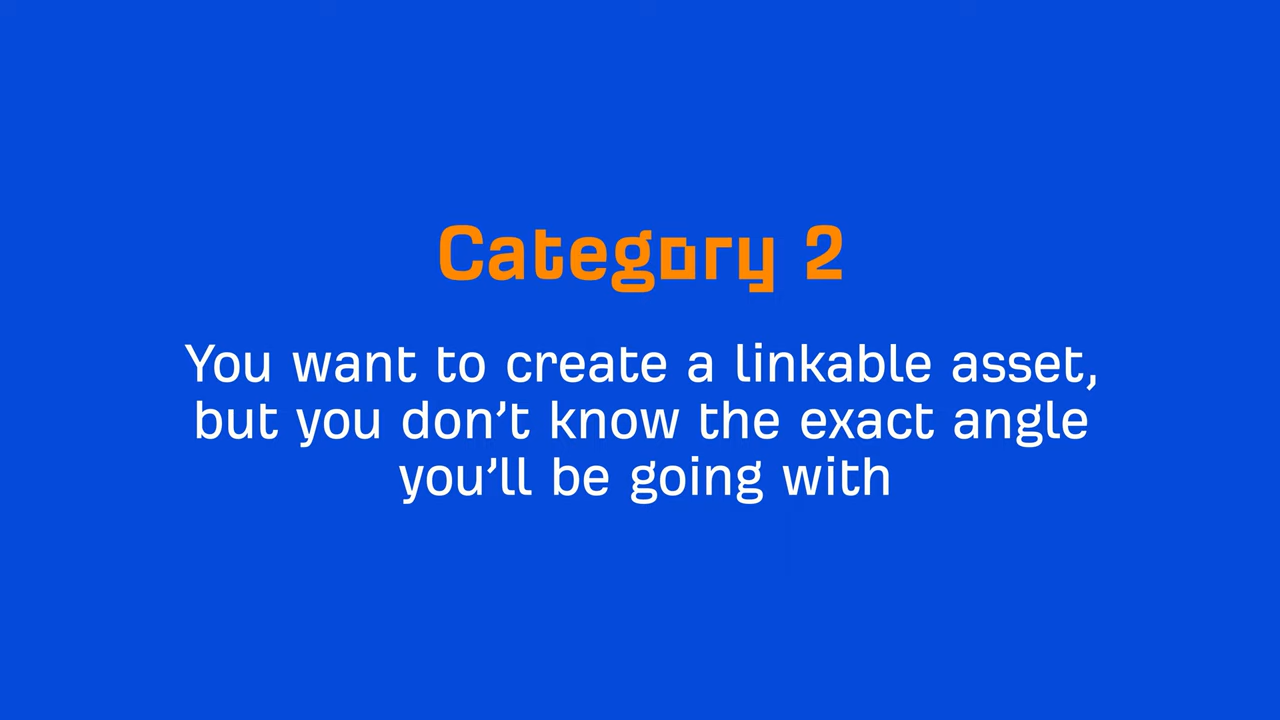 Category 2
You want to create a linkable asset,
but you don’t know the exact angle
you’ll be going with